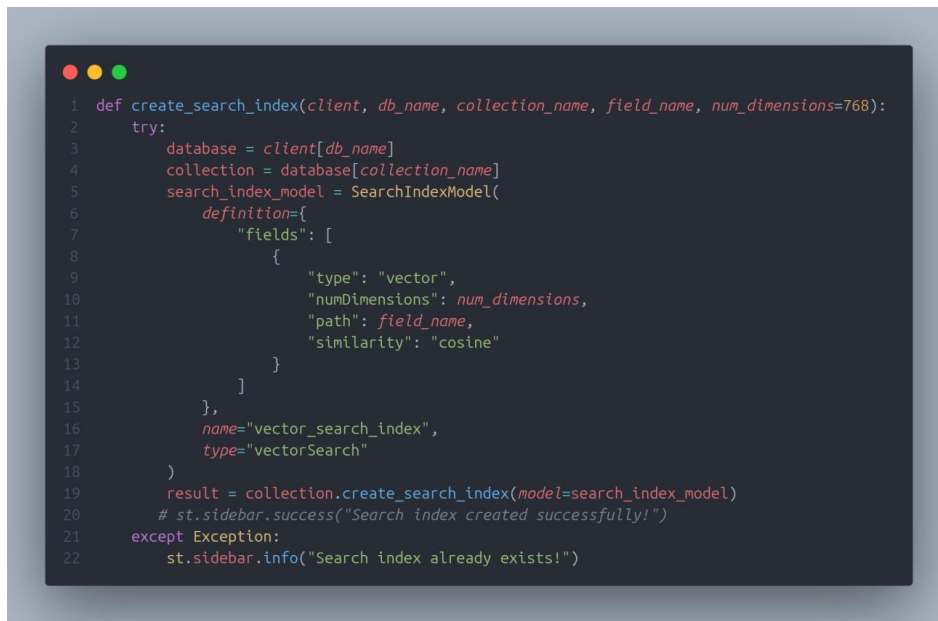 1 def create_search_index(client, db_name, collection_name, field_name, num_dimensions=768):
2     try:
3         database = client[db_name]
4         collection = database[collection_name]
5         search_index_model = SearchIndexModel(
6             definition={
7                 "fields": [
8                     {
9                         "type": "vector",
10                         "numDimensions": num_dimensions,
11                         "path": field_name,
12                         "similarity": "cosine"
13                     }
14                 ]
15             },
16             name="vector_search_index",
17             type="vectorSearch"
18         )
19         result = collection.create_search_index(model=search_index_model)
20        # st.sidebar.success("Search index created successfully!")
21     except Exception:
22         st.sidebar.info("Search index already exists!")